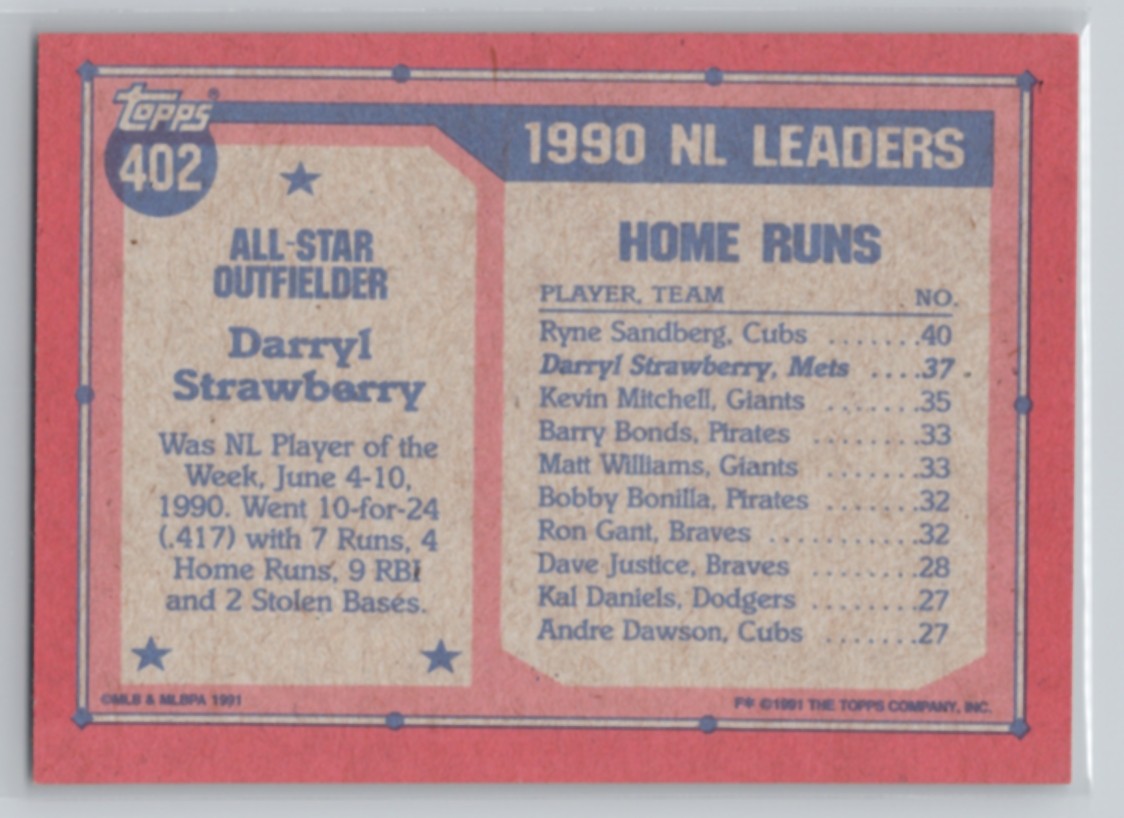 topps®
402
ALL-STAR
OUTFIELDER
Darryl
Strawberry
Was NL Player of the
Week, June 4-10,
1990. Went 10-for-24
(.417) with 7 Runs, 4
Home Runs, 9 RBI
and 2 Stolen Bases.
©MLB & MLBPA 1991
1990 NL LEADERS
HOME RUNS
PLAYER, TEAM NO.
Ryne Sandberg, Cubs .......40
Darryl Strawberry, Mets ....37
Kevin Mitchell, Giants .......35
Barry Bonds, Pirates ........33
Matt Williams, Giants .......33
Bobby Bonilla, Pirates .......32
Ron Gant, Braves ...........32
Dave Justice, Braves ........28
Kal Daniels, Dodgers ........27
Andre Dawson, Cubs .......27
F* ©1991 THE TOPPS COMPANY, INC.